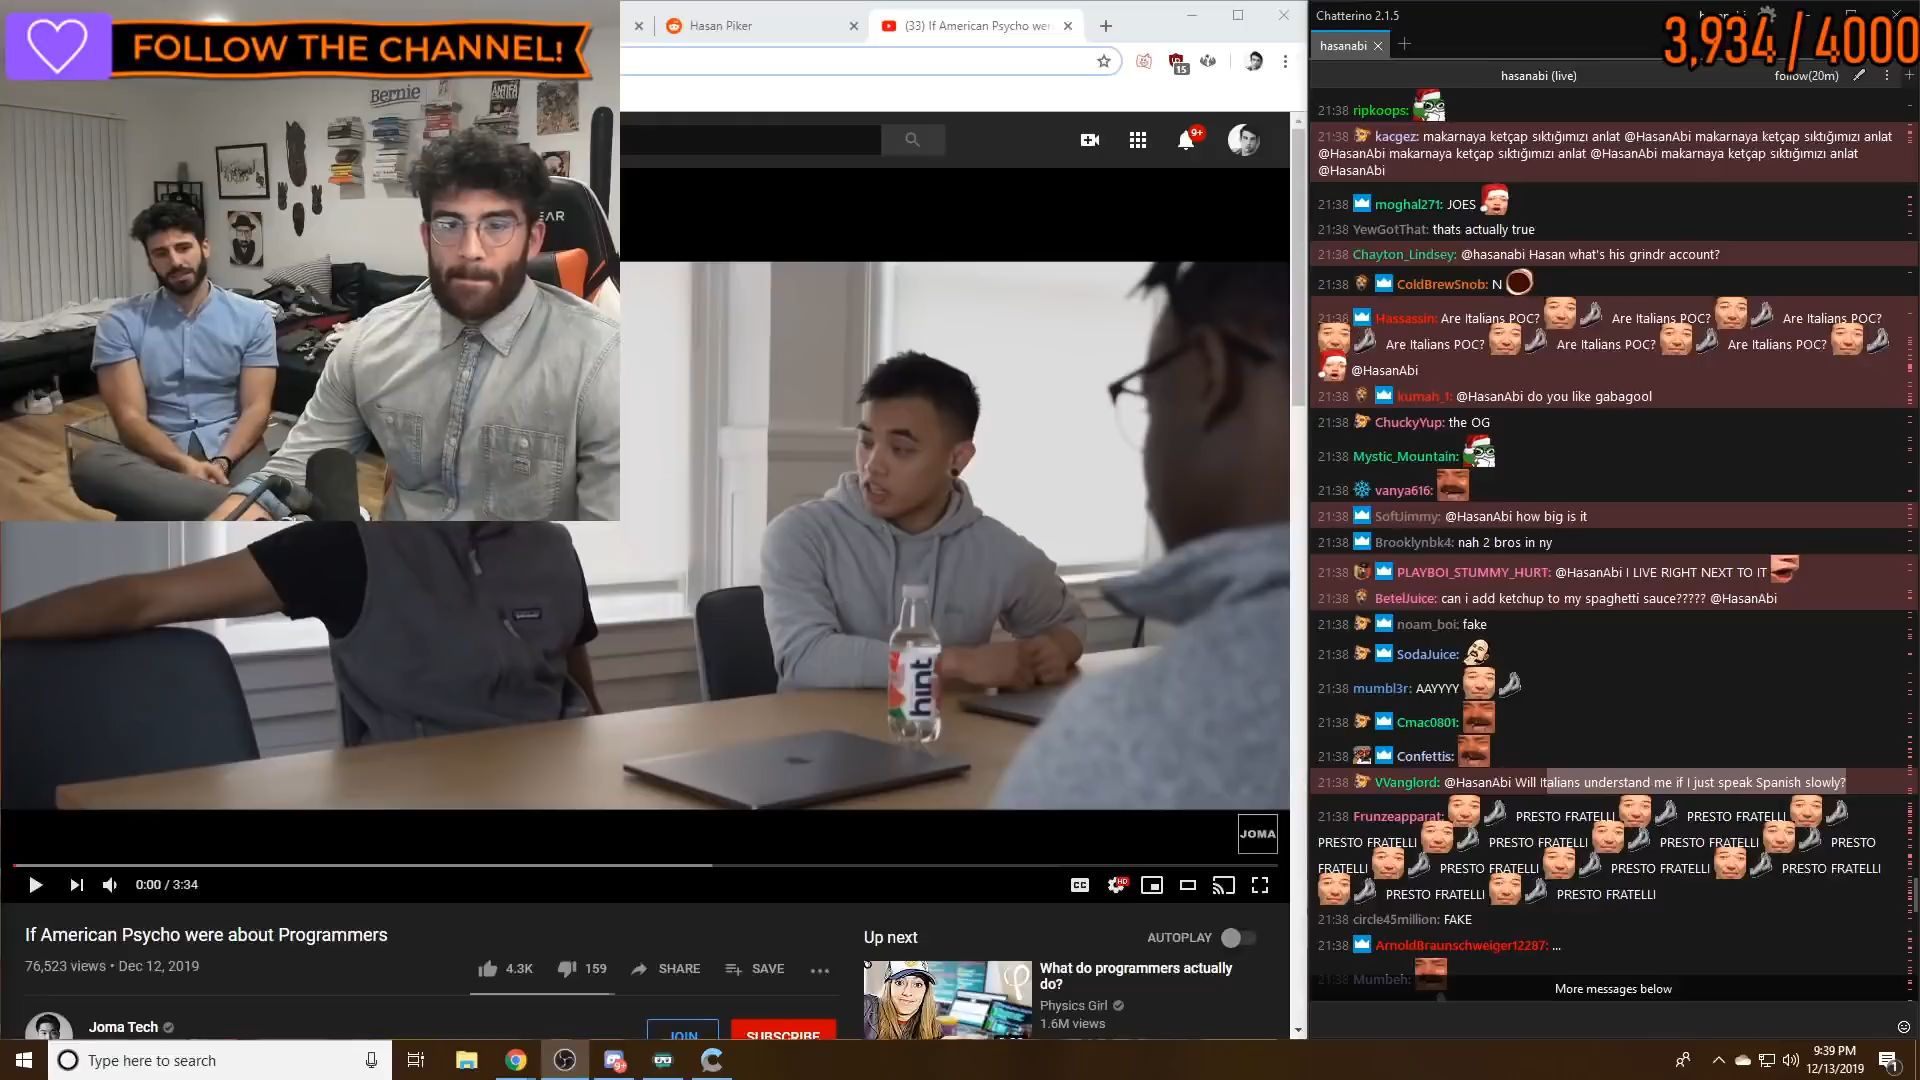 FOLLOW THE CHANNEL!
Bernie
Hasan Piker
(33) If American Psycho wer
15
9+
hint
JOMA
0:00 / 3:34
CC
HD
If American Psycho were about Programmers
76,523 views • Dec 12, 2019
4.3K
159
SHARE
SAVE
Joma Tech
JOIN
SUBSCRIBE
Up next
AUTOPLAY
What do programmers actually
do?
Physics Girl
1.6M views
Chatterino 2.1.5
hasanabi
3,934 / 4000
hasanabi (live)
follow(20m)
21:38 ripkoops:
21:38 kacgez: makarnaya ketçap sıktığımızı anlat @HasanAbi makarnaya ketçap sıktığımızı anlat
@HasanAbi makarnaya ketçap sıktığımızı anlat @HasanAbi makarnaya ketçap sıktığımızı anlat
@HasanAbi
21:38 moghal271: JOES
21:38 YewGotThat: thats actually true
21:38 Chayton_Lindsey: @hasanabi Hasan what's his grindr account?
21:38 ColdBrewSnob: N
21:38 Hassassin: Are Italians POC? Are Italians POC? Are Italians POC?
Are Italians POC? Are Italians POC? Are Italians POC?
@HasanAbi
21:38 kumah_1: @HasanAbi do you like gabagool
21:38 ChuckyYup: the OG
21:38 Mystic_Mountain:
21:38 vanya616:
21:38 SoftJimmy: @HasanAbi how big is it
21:38 Brooklynbk4: nah 2 bros in ny
21:38 PLAYBOI_STUMMY_HURT: @HasanAbi I LIVE RIGHT NEXT TO IT
21:38 BetelJuice: can i add ketchup to my spaghetti sauce????? @HasanAbi
21:38 noam_boi: fake
21:38 SodaJuice:
21:38 mumbl3r: AAYYYY
21:38 Cmac0801:
21:38 Confettis:
21:38 VVanglord: @HasanAbi Will Italians understand me if I just speak Spanish slowly?
21:38 Frunzeapparat: PRESTO FRATELLI PRESTO FRATELLI
PRESTO FRATELLI PRESTO FRATELLI PRESTO FRATELLI PRESTO
FRATELLI PRESTO FRATELLI PRESTO FRATELLI PRESTO FRATELLI
PRESTO FRATELLI PRESTO FRATELLI
21:38 circle45million: FAKE
21:38 ArnoldBraunschweiger12287: ...
21:38 Mumbeh:
More messages below
Type here to search
9+
9:39 PM
12/13/2019
1